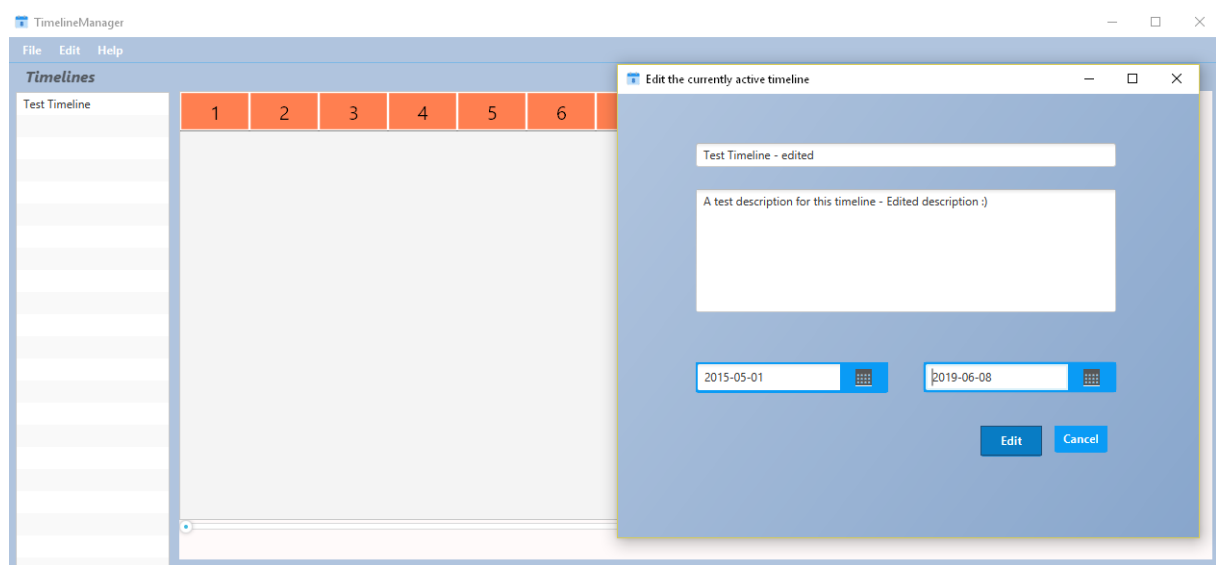 TimelineManager
File Edit Help
Timelines
Test Timeline
1 2 3 4 5 6
Edit the currently active timeline
Test Timeline - edited
A test description for this timeline - Edited description :)
2015-05-01 2019-06-08
Edit Cancel